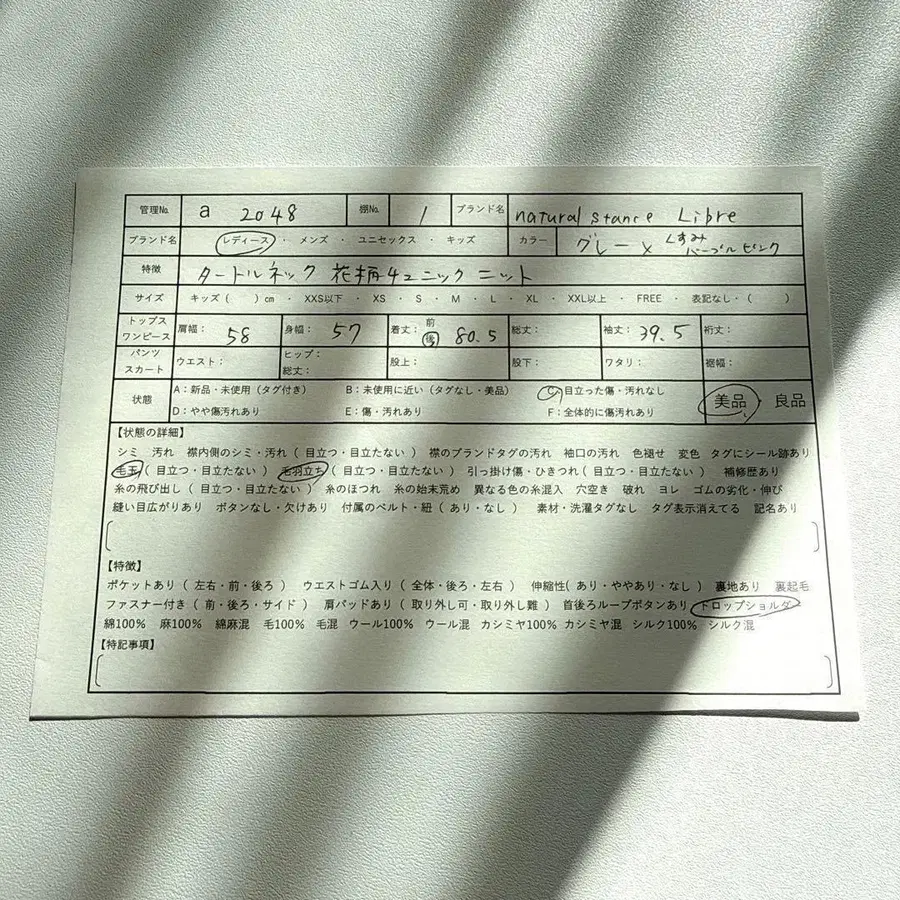 管理No. a 2048 棚No. 1 ブランド名 natural stance Libre
ブランド名 レディース ・ メンズ ・ ユニセックス ・ キッズ カラー グレー×くすみパープルピンク
特徴 タートルネック 花柄チュニック ニット
サイズ キッズ ( )cm ・ XXS以下 ・ XS ・ S ・ M ・ L ・ XL ・ XXL以上 ・ FREE ・ 表記なし・( )
トップス ワンピース 肩幅: 58 身幅: 57 着丈: 前 後 80.5 総丈: 袖丈: 39.5 裄丈:
パンツ スカート ウエスト: ヒップ: 総丈: 股上: 股下: ワタリ: 裾幅:
状態 A:新品・未使用(タグ付き) B:未使用に近い(タグなし・美品) C:目立った傷・汚れなし 美品 ・ 良品
D:やや傷汚れあり E:傷・汚れあり F:全体的に傷汚れあり
【状態の詳細】
シミ 汚れ 襟内側のシミ・汚れ(目立つ・目立たない) 襟のブランドタグの汚れ 袖口の汚れ 色褪せ 変色 タグにシール跡あり
毛玉(目立つ・目立たない) 毛羽立ち(目立つ・目立たない) 引っ掛け傷・ひきつれ(目立つ・目立たない) 補修歴あり
糸の飛び出し(目立つ・目立たない) 糸のほつれ 糸の始末荒め 異なる色の糸混入 穴空き 破れ ヨレ ゴムの劣化・伸び
縫い目広がりあり ボタンなし・欠けあり 付属のベルト・紐(あり・なし) 素材・洗濯タグなし タグ表示消えてる 記名あり
【特徴】
ポケットあり(左右・前・後ろ) ウエストゴム入り(全体・後ろ・左右) 伸縮性(あり・ややあり・なし) 裏地あり 裏起毛
ファスナー付き(前・後ろ・サイド) 肩パッドあり(取り外し可・取り外し難) 首後ろループボタンあり ドロップショルダー
綿100% 麻100% 綿麻混 毛100% 毛混 ウール100% ウール混 カシミヤ100% カシミヤ混 シルク100% シルク混
【特記事項】